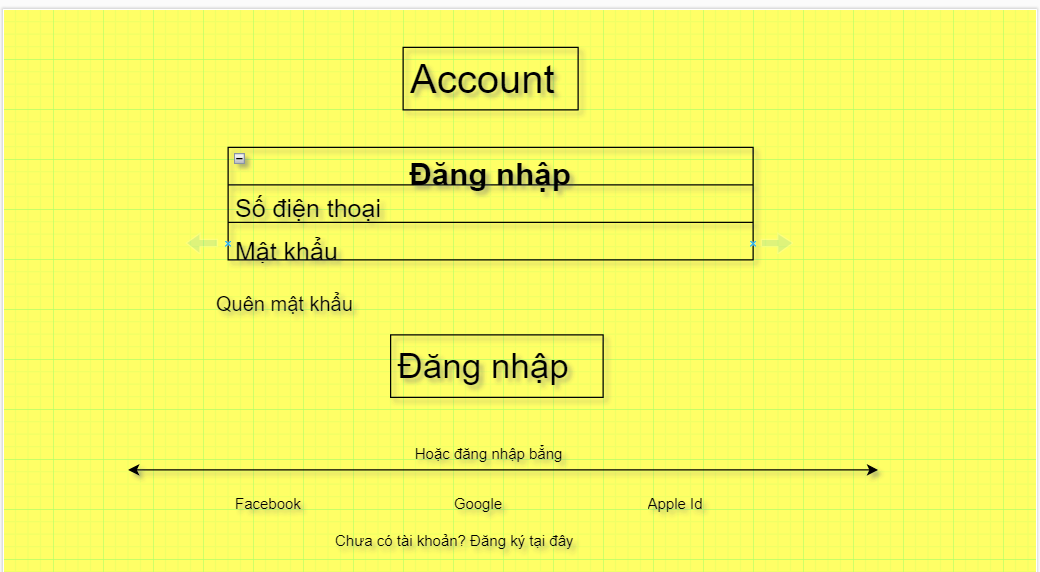 Account
Đăng nhập
Số điện thoại
Mật khẩu
Quên mật khẩu
Đăng nhập
Hoặc đăng nhập bằng
Facebook Google Apple Id
Chưa có tài khoản? Đăng ký tại đây